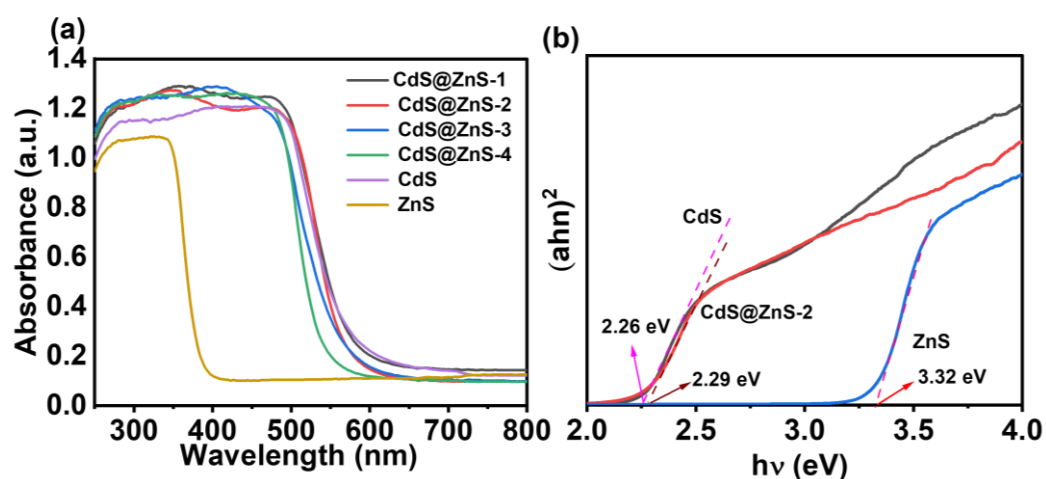 (a)
Absorbance (a.u.)
1.4
1.2
1.0
0.8
0.6
0.4
0.2
0.0
CdS@ZnS-1
CdS@ZnS-2
CdS@ZnS-3
CdS@ZnS-4
CdS
ZnS
300 400 500 600 700 800
Wavelength (nm)
(b)
(ahn)²
CdS
CdS@ZnS-2
2.26 eV
2.29 eV
ZnS
3.32 eV
2.0 2.5 3.0 3.5 4.0
hν (eV)